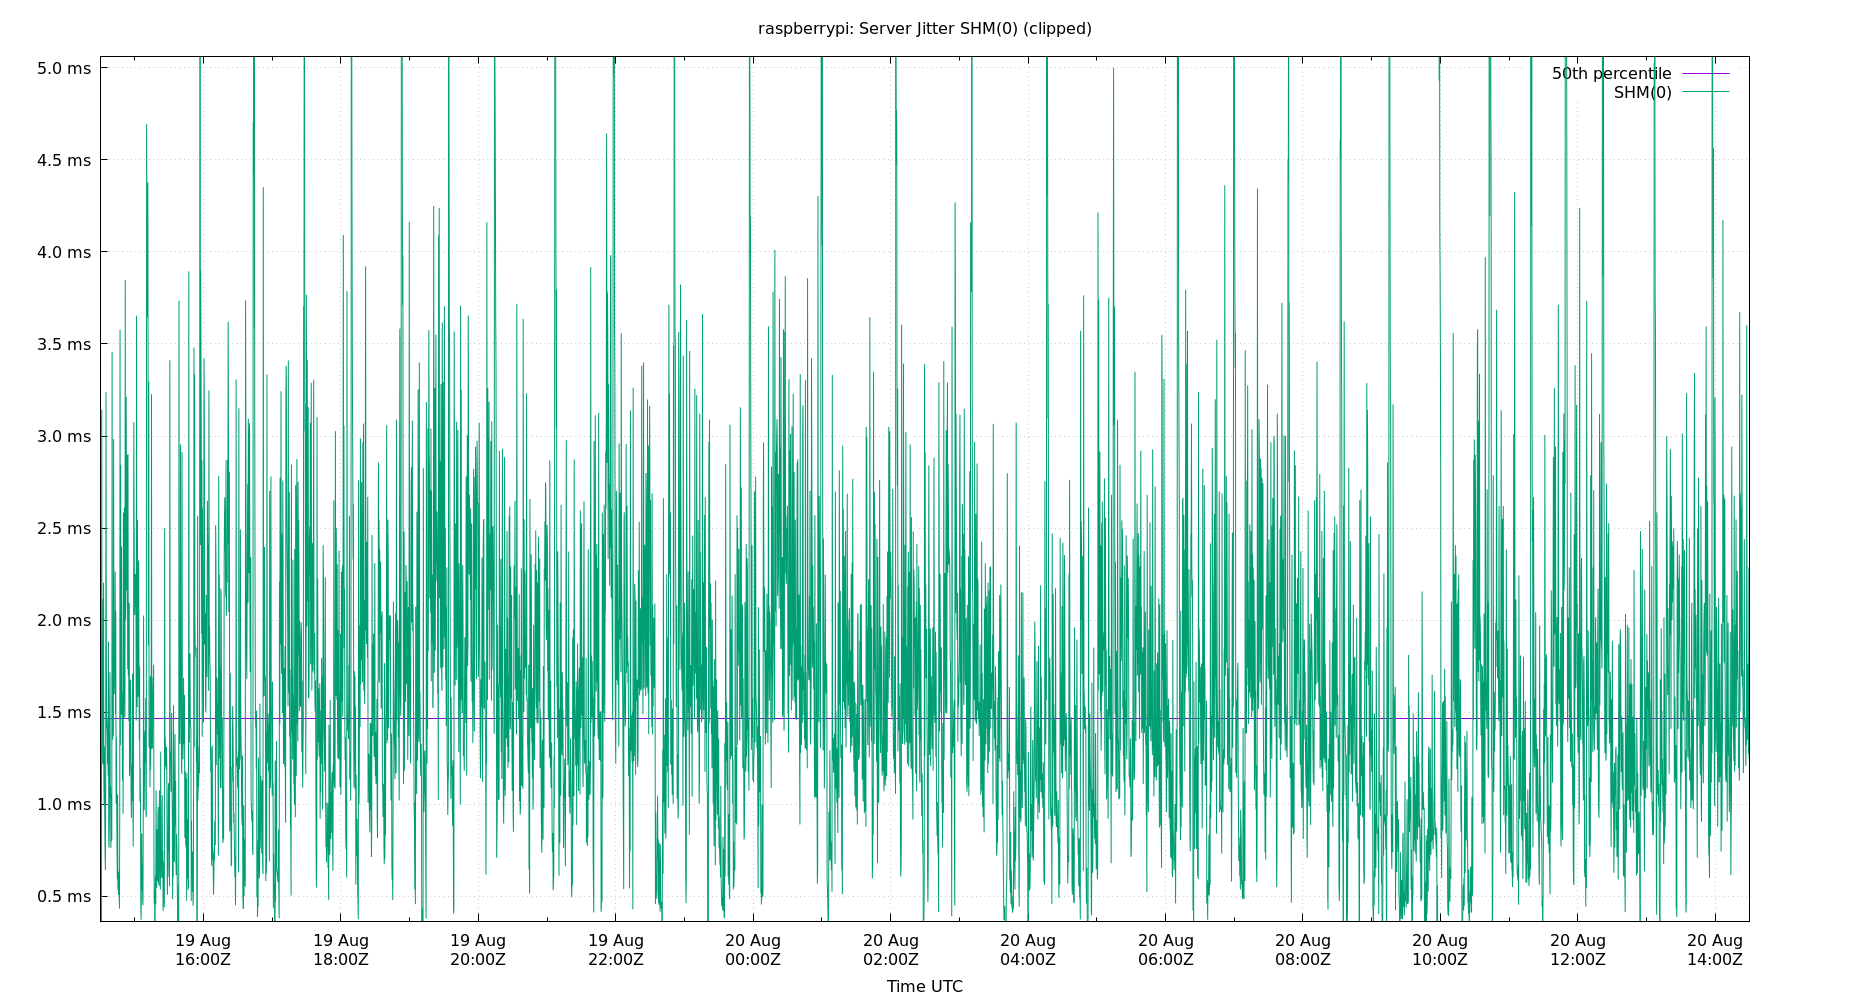 raspberrypi: Server Jitter SHM(0) (clipped)
50th percentile
SHM(0)
5.0 ms
4.5 ms
4.0 ms
3.5 ms
3.0 ms
2.5 ms
2.0 ms
1.5 ms
1.0 ms
0.5 ms
19 Aug 19 Aug 19 Aug 19 Aug 20 Aug 20 Aug 20 Aug 20 Aug 20 Aug 20 Aug 20 Aug 20 Aug
16:00Z 18:00Z 20:00Z 22:00Z 00:00Z 02:00Z 04:00Z 06:00Z 08:00Z 10:00Z 12:00Z 14:00Z
Time UTC